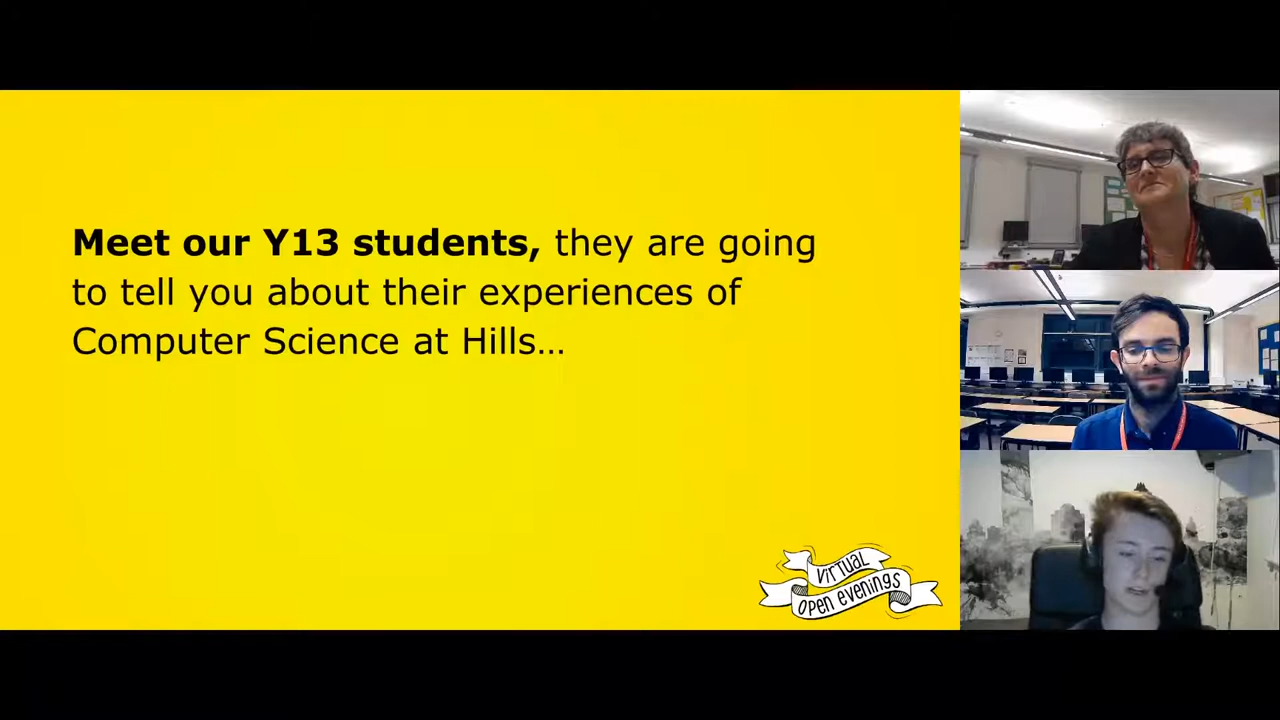 Meet our Y13 students, they are going
to tell you about their experiences of
Computer Science at Hills…
VIRTUAL
OPEN EVENINGS